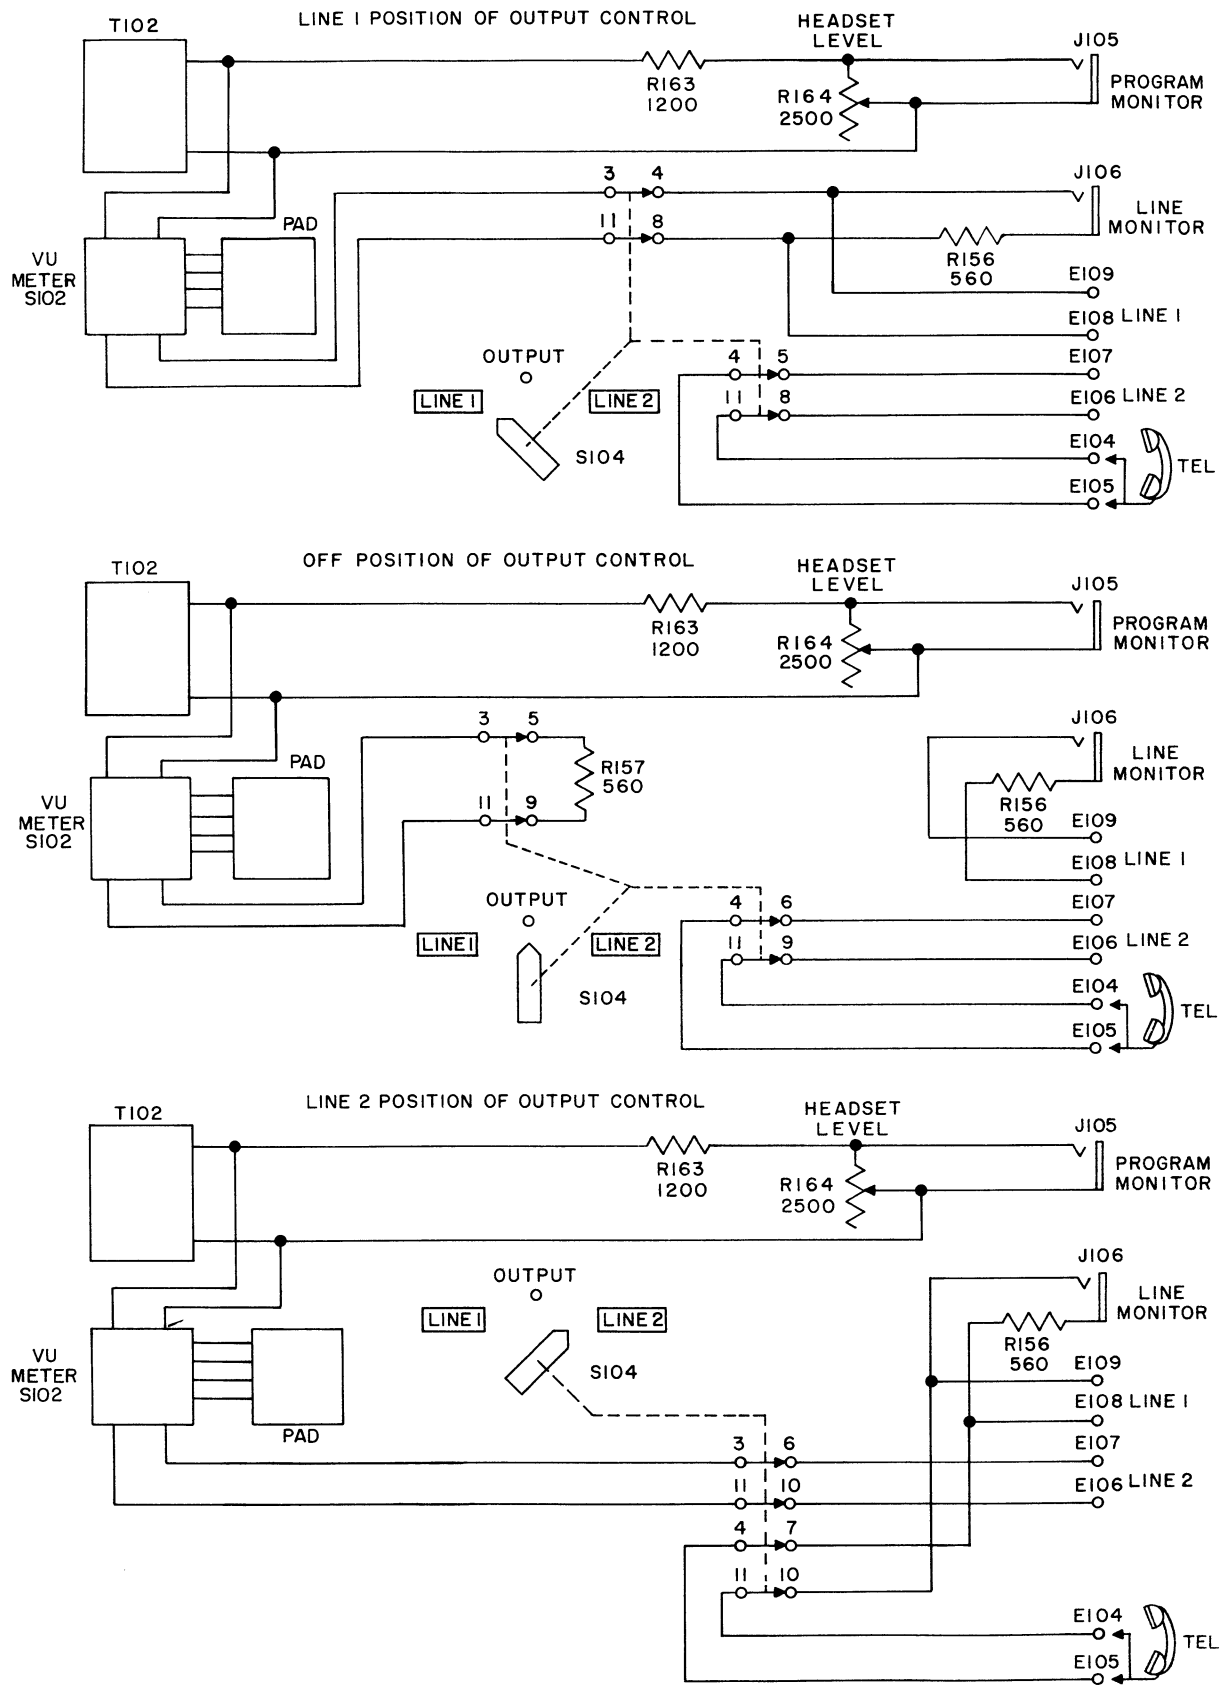 LINE 1 POSITION OF OUTPUT CONTROL
T102
HEADSET
LEVEL
J105
R163
1200
R164
2500
PROGRAM
MONITOR
3
4
J106
11
8
LINE
MONITOR
PAD
VU
METER
S102
R156
560
E109
E108 LINE 1
OUTPUT
4
5
E107
LINE 1
LINE 2
11
8
E106 LINE 2
S104
E104
TEL
E105
OFF POSITION OF OUTPUT CONTROL
T102
HEADSET
LEVEL
J105
R163
1200
R164
2500
PROGRAM
MONITOR
3
5
J106
PAD
R157
560
LINE
MONITOR
VU
METER
S102
11
9
R156
560
E109
E108 LINE 1
OUTPUT
4
6
E107
LINE 1
LINE 2
11
9
E106 LINE 2
S104
E104
TEL
E105
LINE 2 POSITION OF OUTPUT CONTROL
T102
HEADSET
LEVEL
J105
R163
1200
R164
2500
PROGRAM
MONITOR
OUTPUT
J106
LINE 1
LINE 2
LINE
MONITOR
VU
METER
S102
S104
R156
560
E109
E108 LINE 1
PAD
3
6
E107
11
10
E106 LINE 2
4
7
11
10
E104
TEL
E105